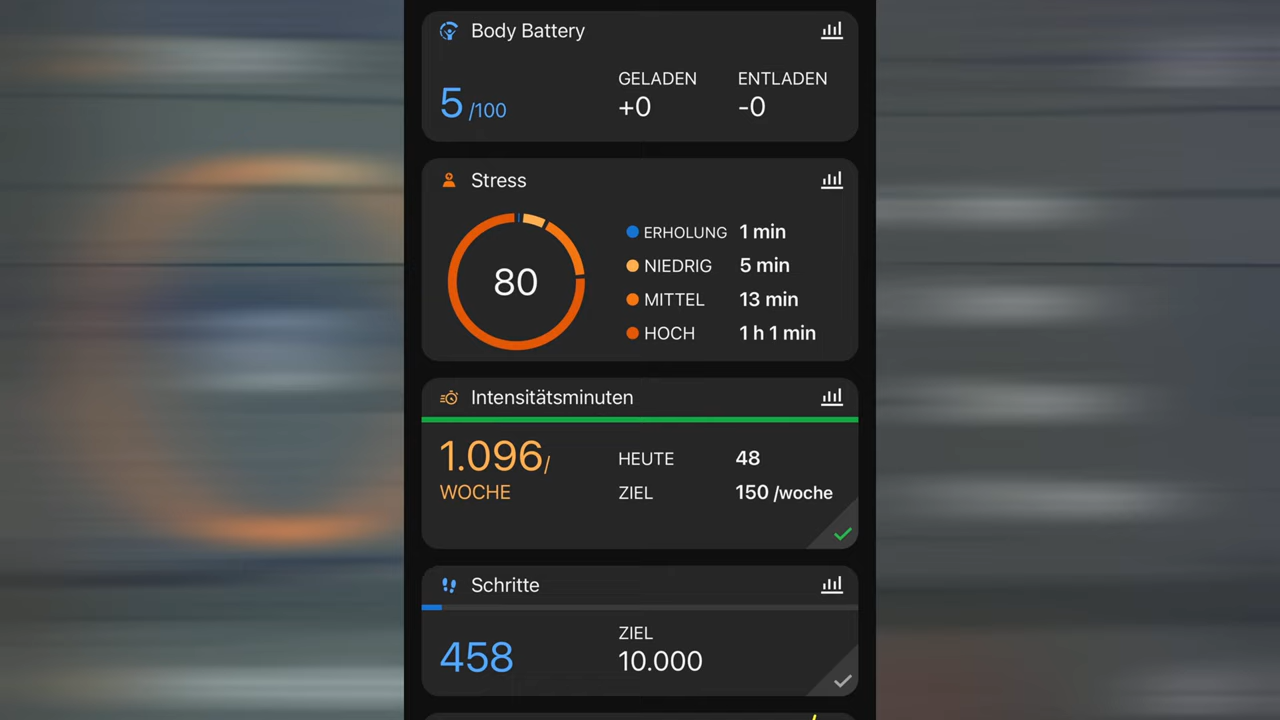 Body Battery
GELADEN ENTLADEN
5 /100 +0 -0
Stress
80
ERHOLUNG 1 min
NIEDRIG 5 min
MITTEL 13 min
HOCH 1 h 1 min
Intensitätsminuten
1.096/ HEUTE 48
WOCHE ZIEL 150 /woche
Schritte
458 ZIEL
10.000